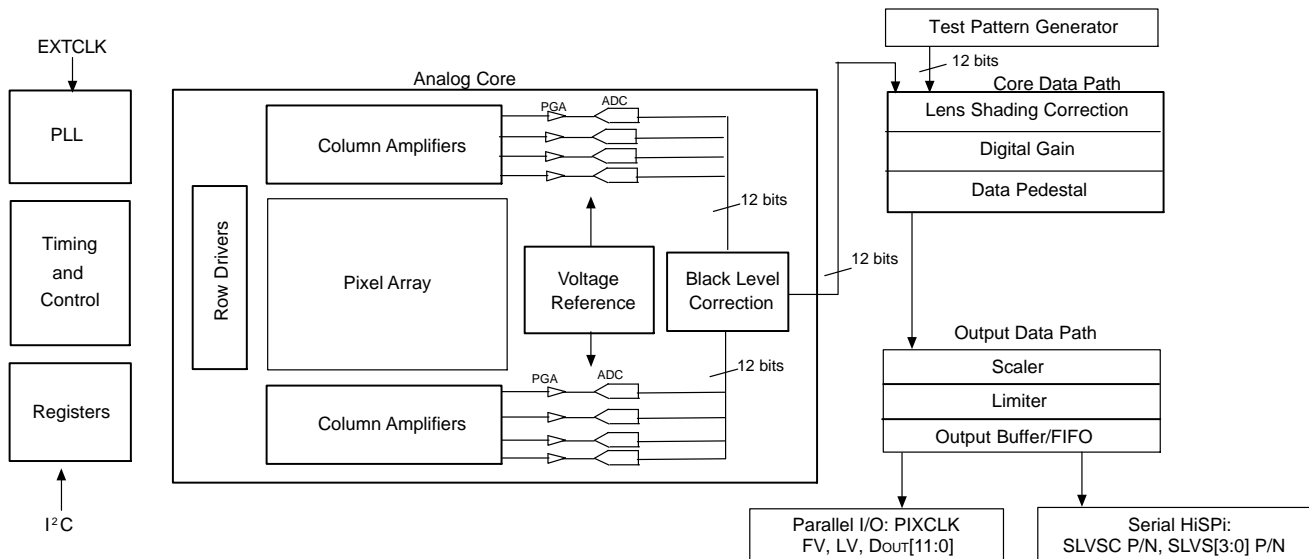 EXTCLK
PLL
Timing
and
Control
Registers
I²C
Analog Core
Row Drivers
Column Amplifiers
PGA
ADC
Pixel Array
Voltage
Reference
12 bits
Black Level
Correction
12 bits
Column Amplifiers
PGA
ADC
12 bits
Test Pattern Generator
12 bits
Core Data Path
Lens Shading Correction
Digital Gain
Data Pedestal
Output Data Path
Scaler
Limiter
Output Buffer/FIFO
Parallel I/O: PIXCLK
FV, LV, DOUT[11:0]
Serial HiSPi:
SLVSC P/N, SLVS[3:0] P/N